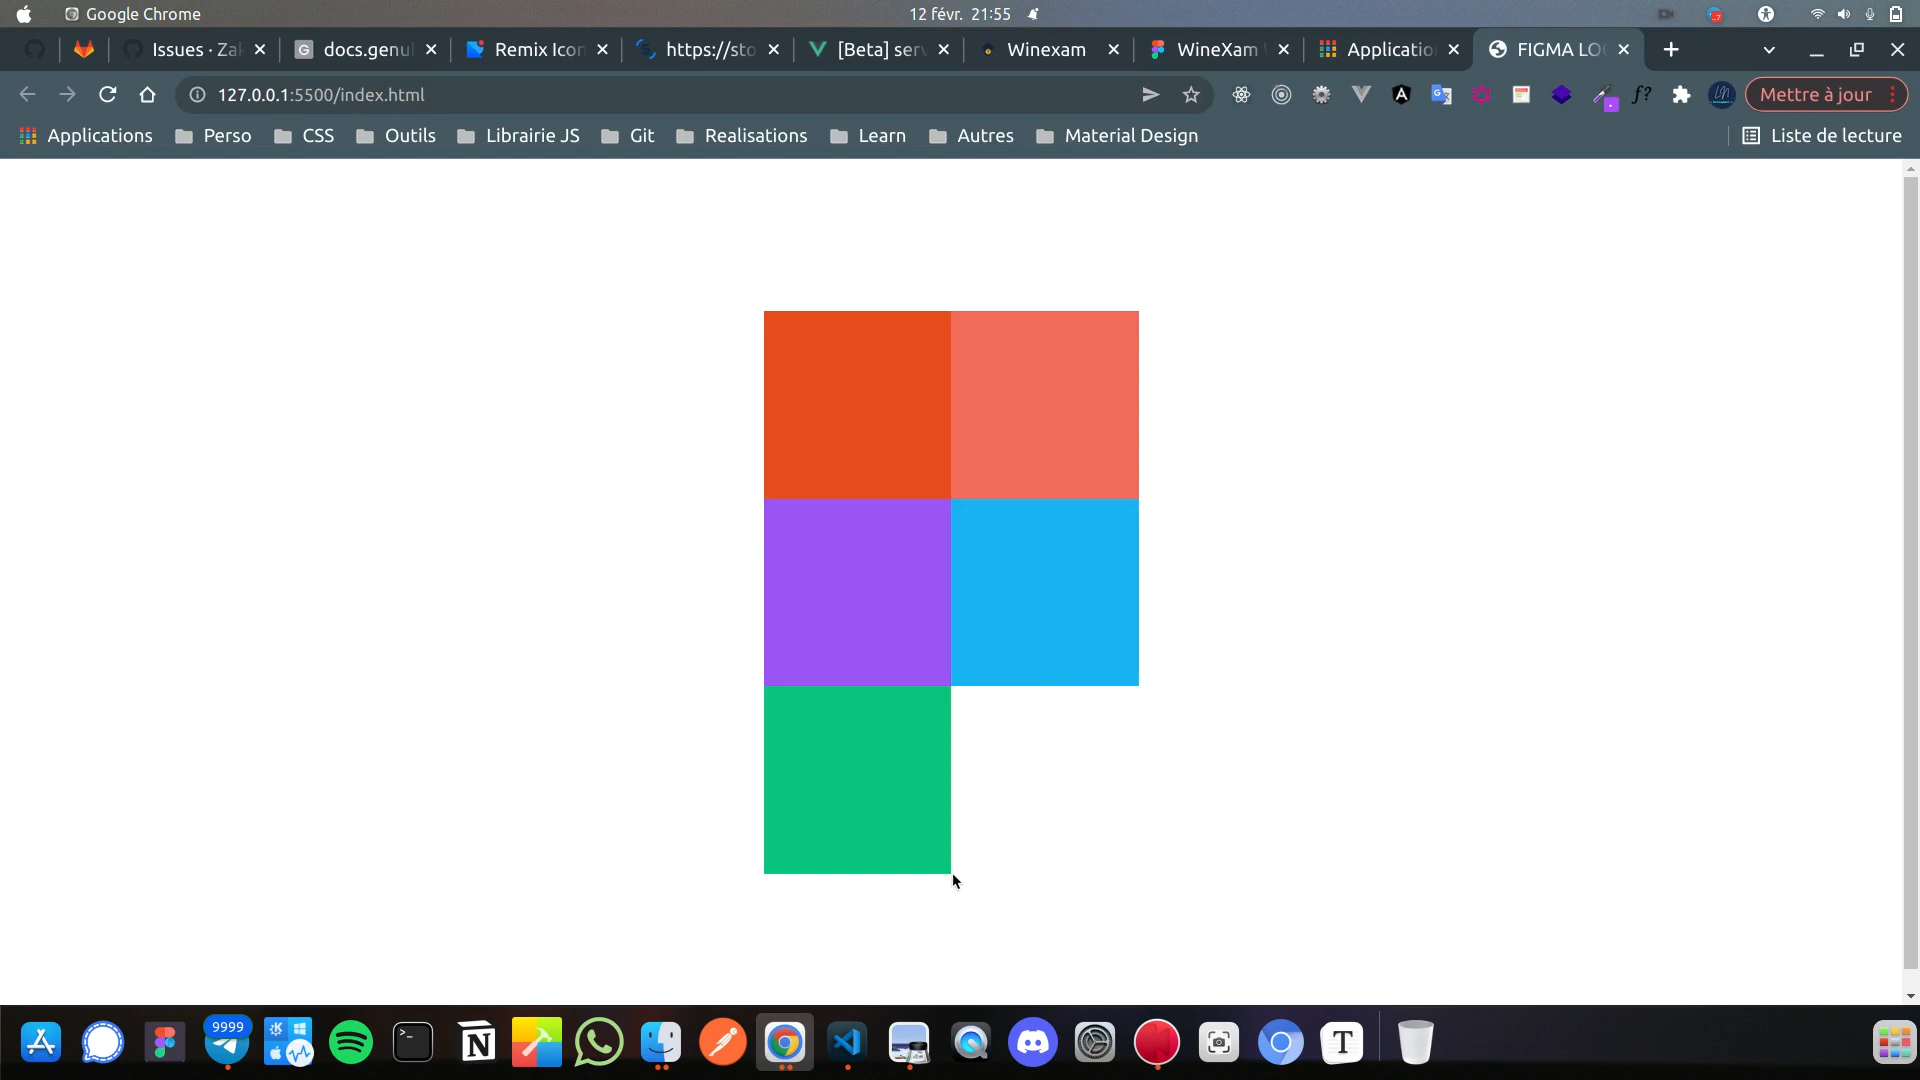 Google Chrome
12 févr. 21:55
Issues · Za
docs.genu
Remix Icon
https://sto
[Beta] serv
Winexam
WineXam
Applicatio
FIGMA LO
127.0.0.1:5500/index.html
Mettre à jour
Applications
Perso
CSS
Outils
Librairie JS
Git
Realisations
Learn
Autres
Material Design
Liste de lecture
9999